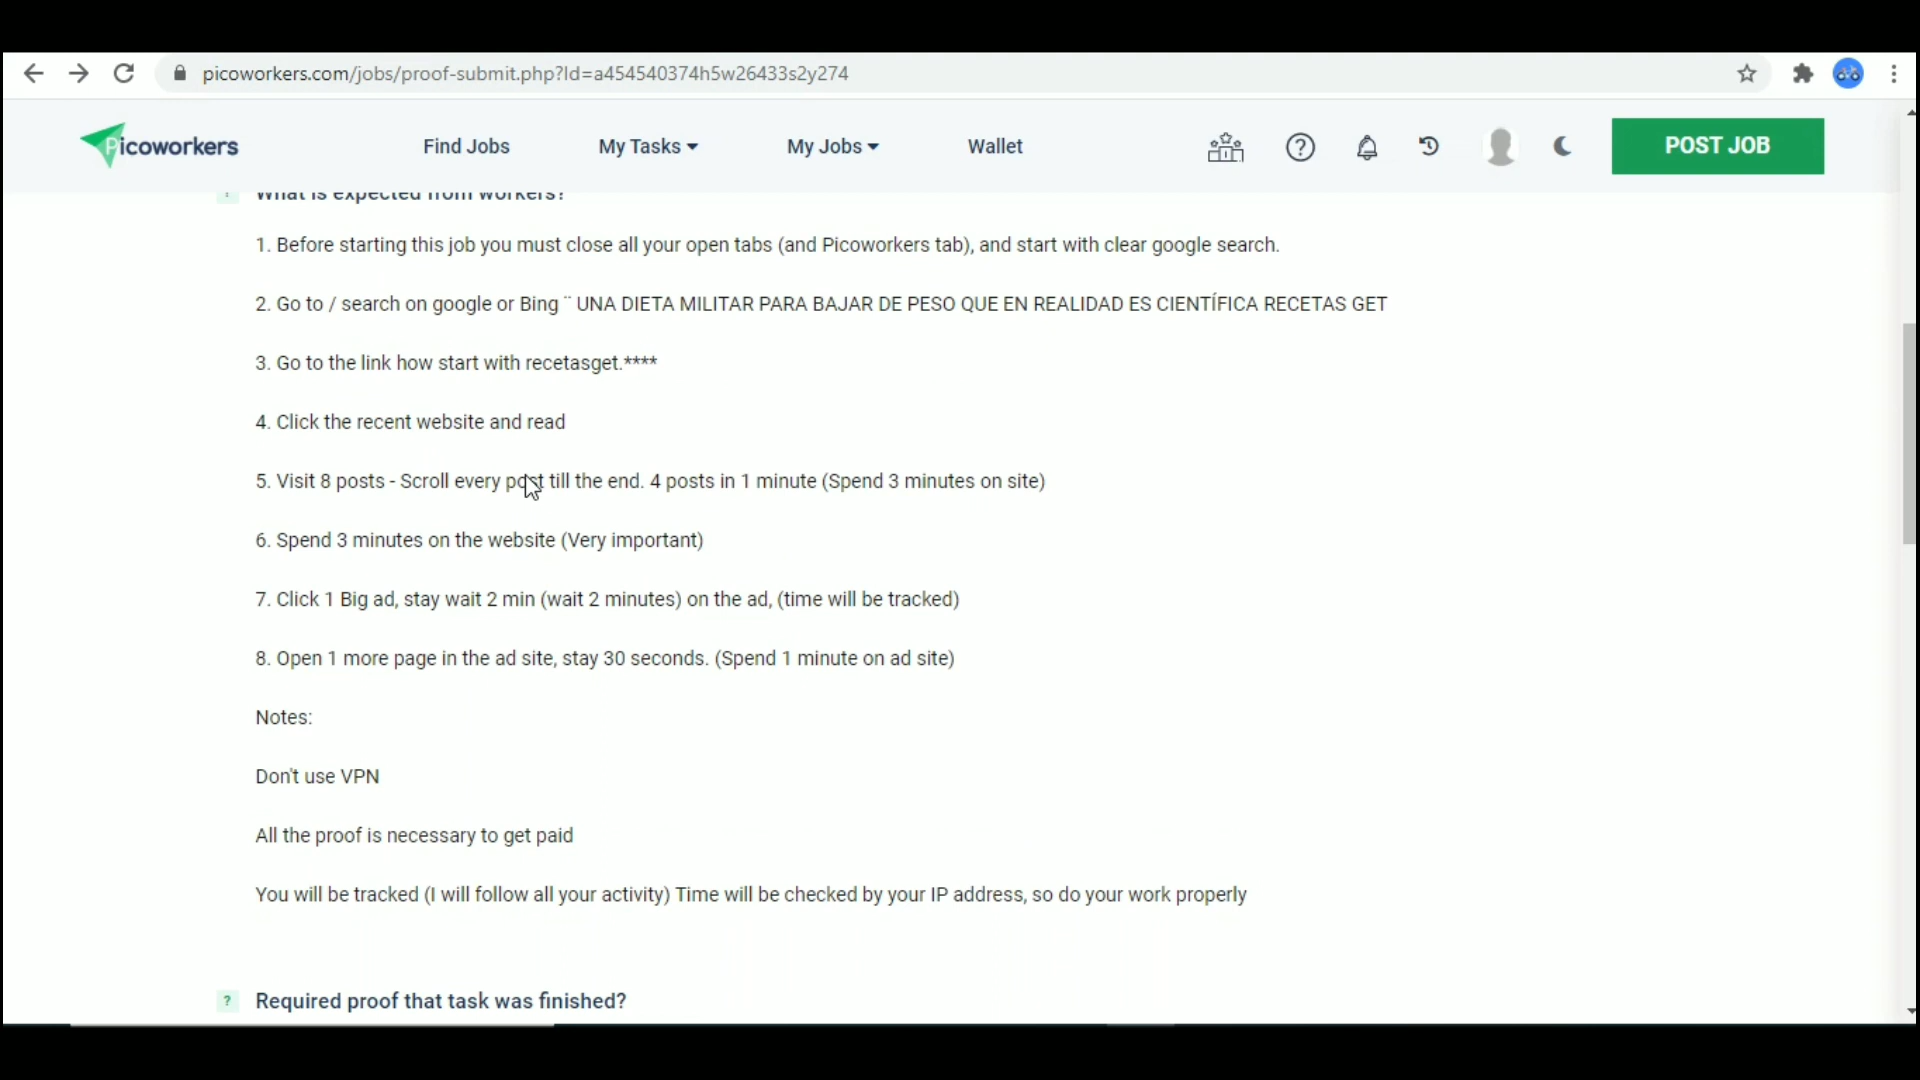 picoworkers.com/jobs/proof-submit.php?Id=a454540374h5w26433s2y274
Picoworkers
Find Jobs
My Tasks
My Jobs
Wallet
POST JOB
? What is expected from workers?
1. Before starting this job you must close all your open tabs (and Picoworkers tab), and start with clear google search.
2. Go to / search on google or Bing ¨ UNA DIETA MILITAR PARA BAJAR DE PESO QUE EN REALIDAD ES CIENTÍFICA RECETAS GET
3. Go to the link how start with recetasget.****
4. Click the recent website and read
5. Visit 8 posts - Scroll every post till the end. 4 posts in 1 minute (Spend 3 minutes on site)
6. Spend 3 minutes on the website (Very important)
7. Click 1 Big ad, stay wait 2 min (wait 2 minutes) on the ad, (time will be tracked)
8. Open 1 more page in the ad site, stay 30 seconds. (Spend 1 minute on ad site)
Notes:
Don't use VPN
All the proof is necessary to get paid
You will be tracked (I will follow all your activity) Time will be checked by your IP address, so do your work properly
? Required proof that task was finished?